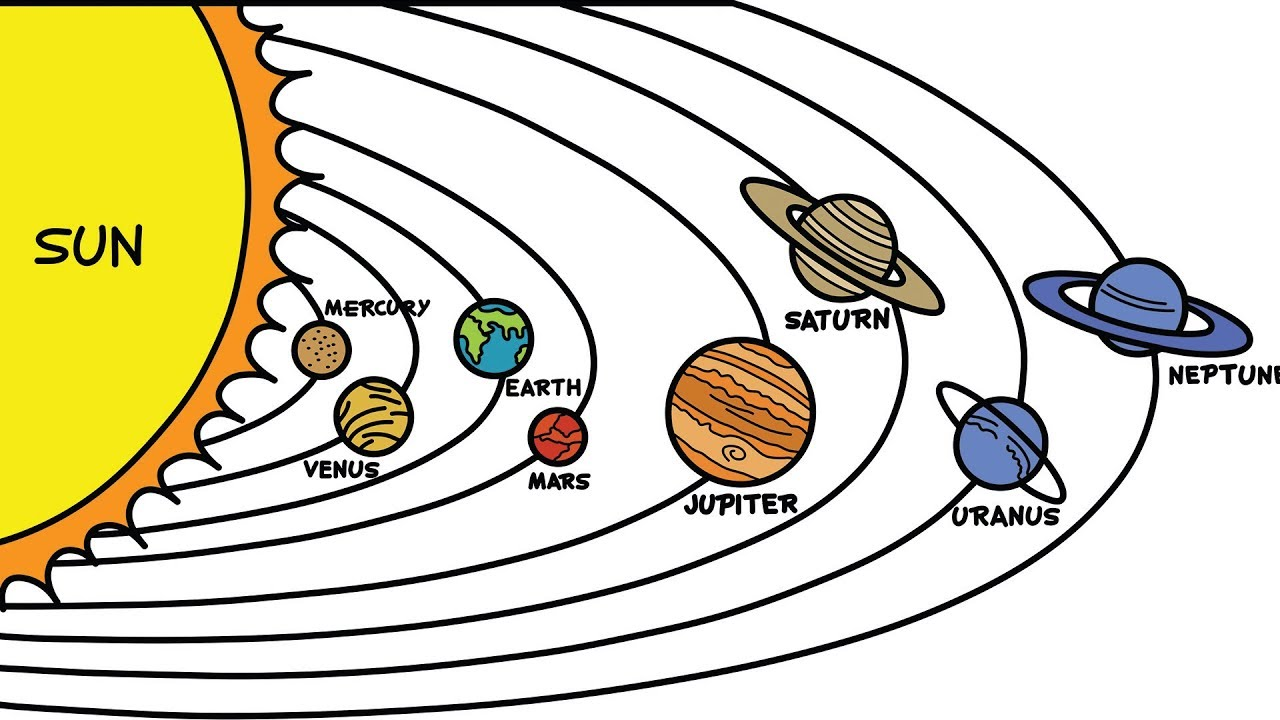 SUN
MERCURY
VENUS
EARTH
MARS
JUPITER
SATURN
URANUS
NEPTUNE